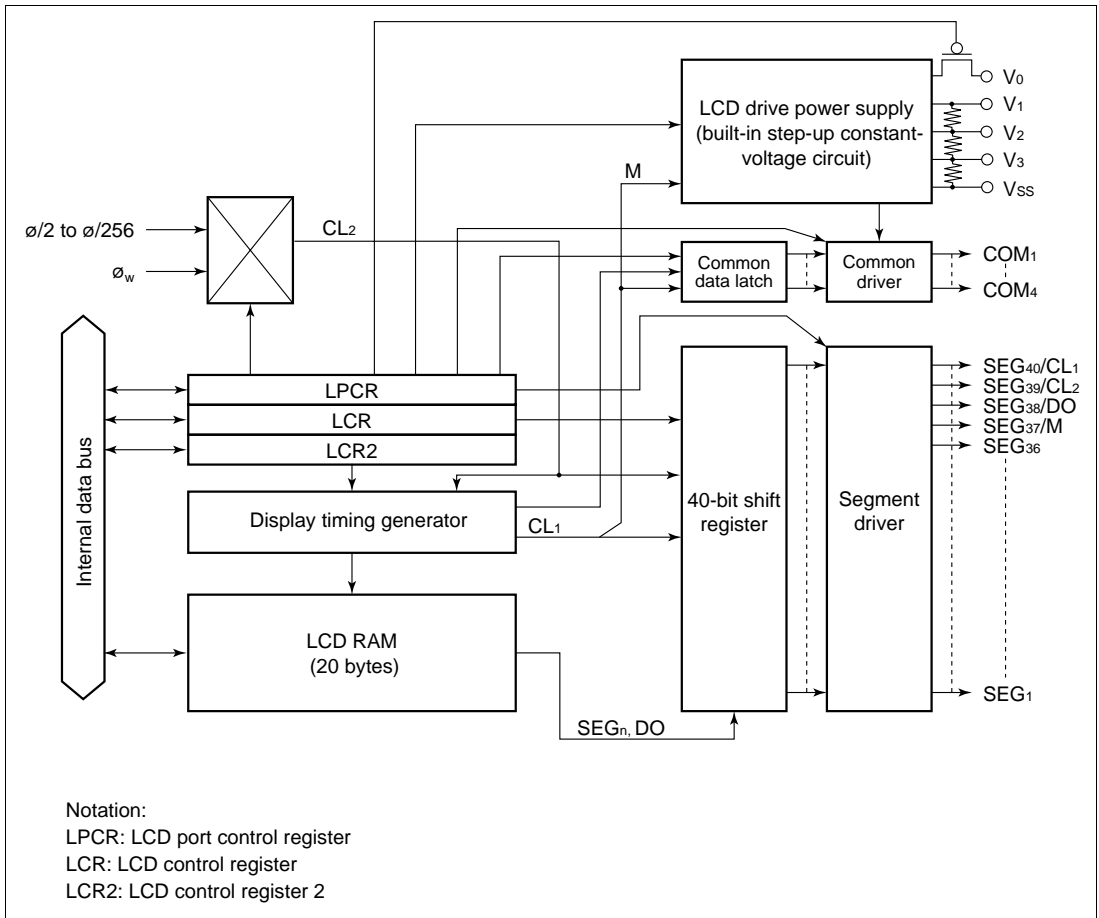 V0
V1
V2
V3
VSS
LCD drive power supply
(built-in step-up constant-
voltage circuit)
M
ø/2 to ø/256
øw
CL2
Common
data latch
Common
driver
COM1
COM4
Internal data bus
LPCR
LCR
LCR2
Display timing generator
CL1
LCD RAM
(20 bytes)
SEGn, DO
40-bit shift
register
Segment
driver
SEG40/CL1
SEG39/CL2
SEG38/DO
SEG37/M
SEG36
SEG1
Notation:
LPCR: LCD port control register
LCR: LCD control register
LCR2: LCD control register 2